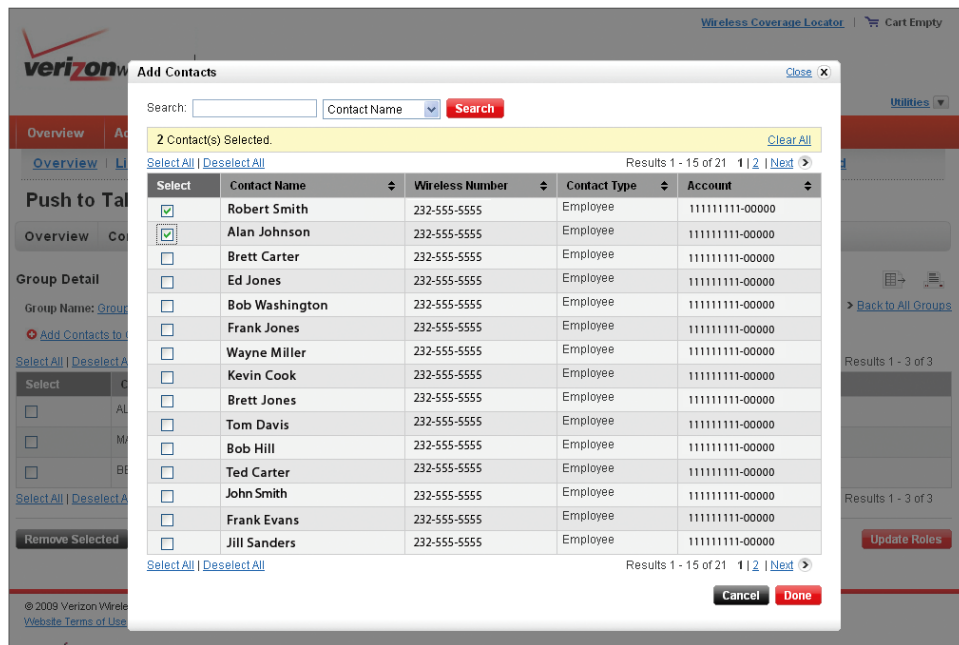 Wireless Coverage Locator | Cart Empty
verizonw
Add Contacts Close X
Search: Contact Name Search
Utilities
2 Contact(s) Selected. Clear All
Overview Ac
Select All | Deselect All Results 1 - 15 of 21 1 | 2 | Next
Overview | Li d
Select Contact Name Wireless Number Contact Type Account
Push to Tal
Robert Smith 232-555-5555 Employee 111111111-00000
Alan Johnson 232-555-5555 Employee 111111111-00000
Overview Co
Brett Carter 232-555-5555 Employee 111111111-00000
Group Detail
Ed Jones 232-555-5555 Employee 111111111-00000
Group Name: Group > Back to All Groups
Bob Washington 232-555-5555 Employee 111111111-00000
Add Contacts to G
Frank Jones 232-555-5555 Employee 111111111-00000
Wayne Miller 232-555-5555 Employee 111111111-00000
Select All | Deselect A Results 1 - 3 of 3
Kevin Cook 232-555-5555 Employee 111111111-00000
Select C
Brett Jones 232-555-5555 Employee 111111111-00000
AL
Tom Davis 232-555-5555 Employee 111111111-00000
MA
Bob Hill 232-555-5555 Employee 111111111-00000
BE
Ted Carter 232-555-5555 Employee 111111111-00000
John Smith 232-555-5555 Employee 111111111-00000
Select All | Deselect A Results 1 - 3 of 3
Frank Evans 232-555-5555 Employee 111111111-00000
Remove Selected Update Roles
Jill Sanders 232-555-5555 Employee 111111111-00000
Select All | Deselect All Results 1 - 15 of 21 1 | 2 | Next
Cancel Done
© 2009 Verizon Wirele
Website Terms of Use